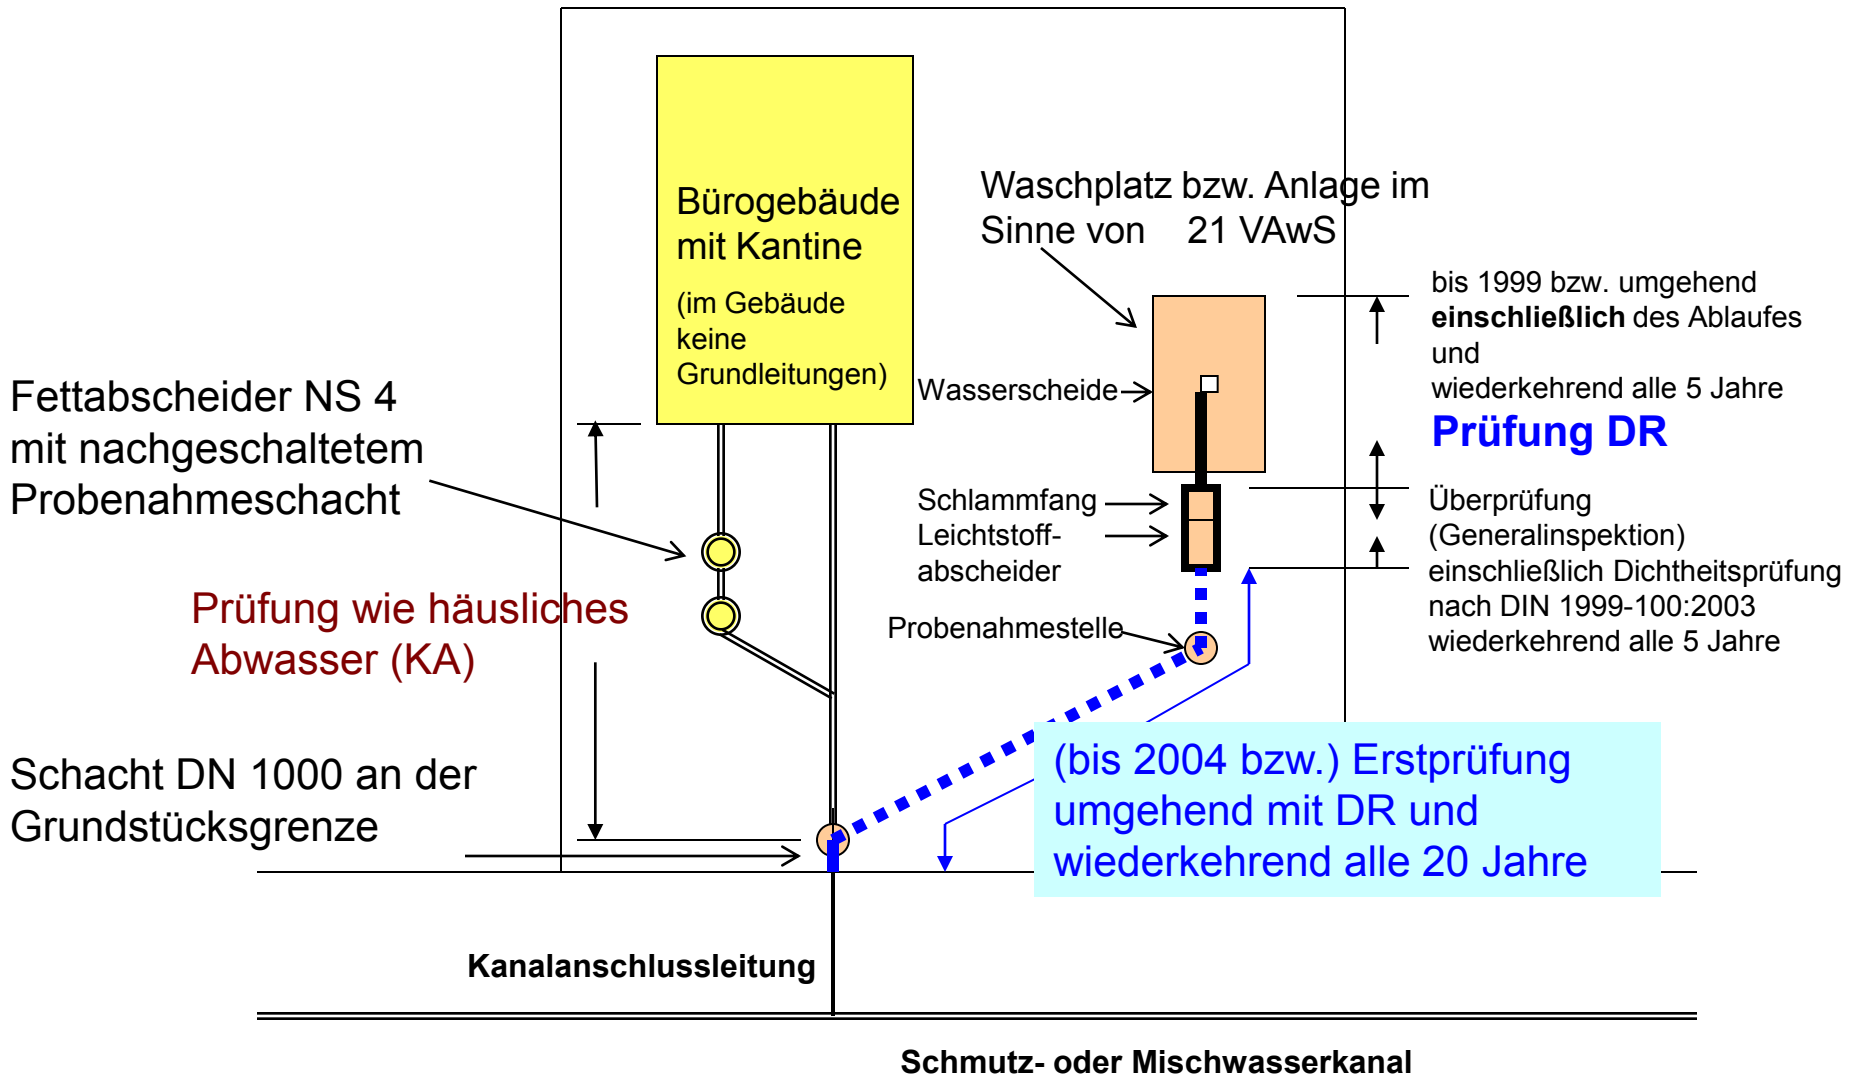 Bürogebäude
mit Kantine
(im Gebäude
keine
Grundleitungen)
Waschplatz bzw. Anlage im
Sinne von 21 VAwS
bis 1999 bzw. umgehend
einschließlich des Ablaufes
und
wiederkehrend alle 5 Jahre
Prüfung DR
Wasserscheide
Fettabscheider NS 4
mit nachgeschaltetem
Probenahmeschacht
Schlammfang
Leichtstoff-
abscheider
Überprüfung
(Generalinspektion)
einschließlich Dichtheitsprüfung
nach DIN 1999-100:2003
wiederkehrend alle 5 Jahre
Prüfung wie häusliches
Abwasser (KA)
Probenahmestelle
Schacht DN 1000 an der
Grundstücksgrenze
(bis 2004 bzw.) Erstprüfung
umgehend mit DR und
wiederkehrend alle 20 Jahre
Kanalanschlussleitung
Schmutz- oder Mischwasserkanal